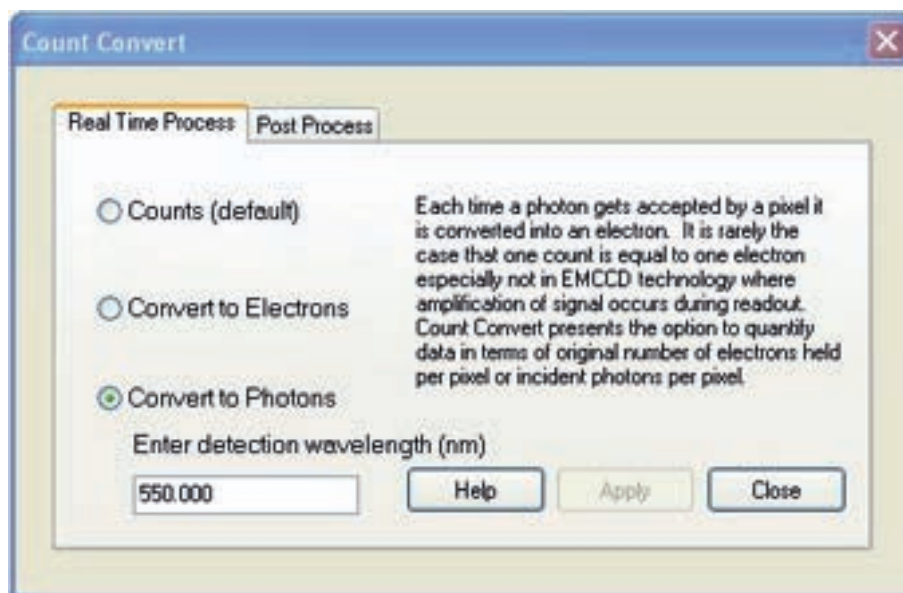 Count Convert
Real Time Process
Post Process
Counts (default)
Each time a photon gets accepted by a pixel it
is converted into an electron. It is rarely the
case that one count is equal to one electron
especially not in EMCCD technology where
amplification of signal occurs during readout.
Count Convert presents the option to quantify
data in terms of original number of electrons held
per pixel or incident photons per pixel.
Convert to Electrons
Convert to Photons
Enter detection wavelength (nm)
550.000
Help
Apply
Close